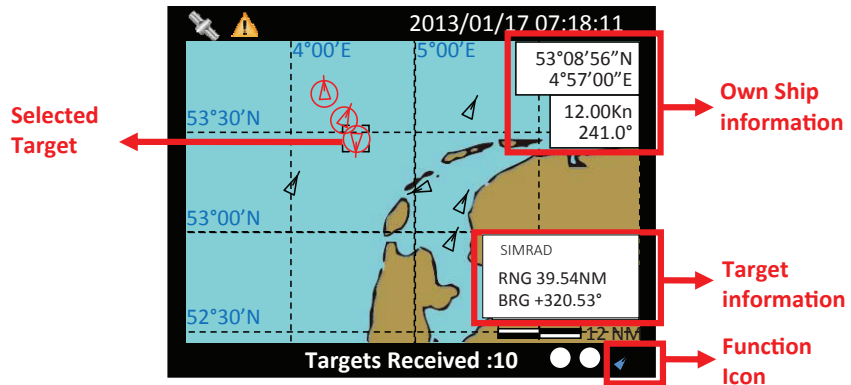 2013/01/17 07:18:11
4°00’E
5°00’E
53°08’56”N
4°57’00”E
12.00Kn
241.0°
Own Ship
information
Selected
Target
53°30’N
53°00’N
SIMRAD
RNG 39.54NM
BRG +320.53°
Target
information
52°30’N
12 NM
Targets Received :10
Function
Icon